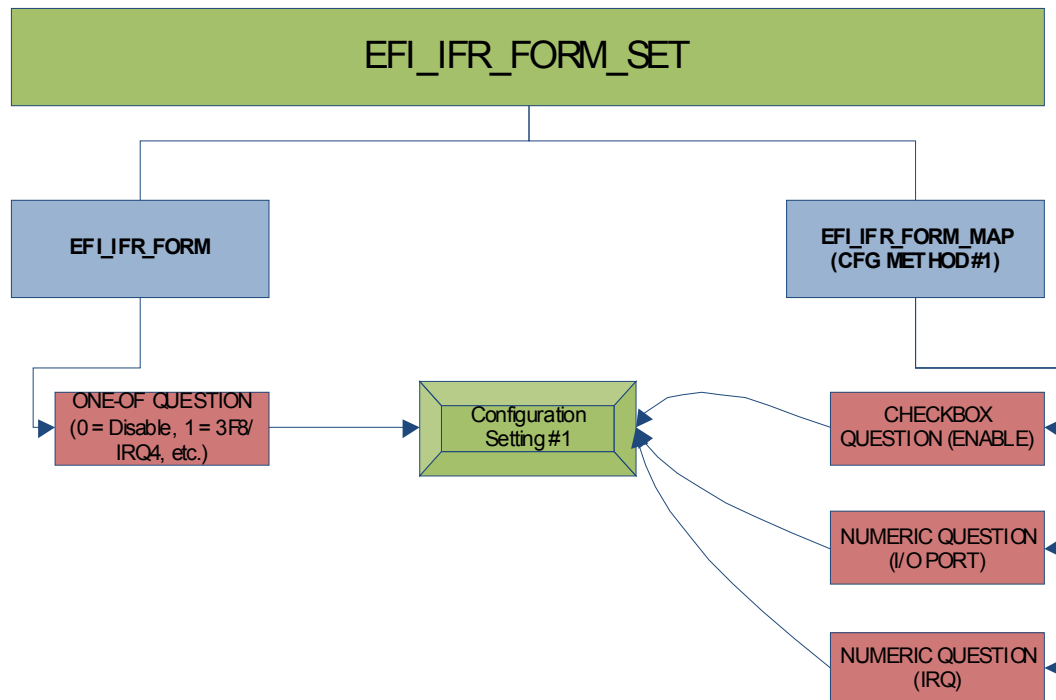 EFI_IFR_FORM_SET
EFI_IFR_FORM
EFI_IFR_FORM_MAP
(CFG METHOD #1)
ONE-OF QUESTION
(0 = Disable, 1 = 3F8/
IRQ4, etc.)
Configuration
Setting #1
CHECKBOX
QUESTION (ENABLE)
NUMERIC QUESTION
(I/O PORT)
NUMERIC QUESTION
(IRQ)